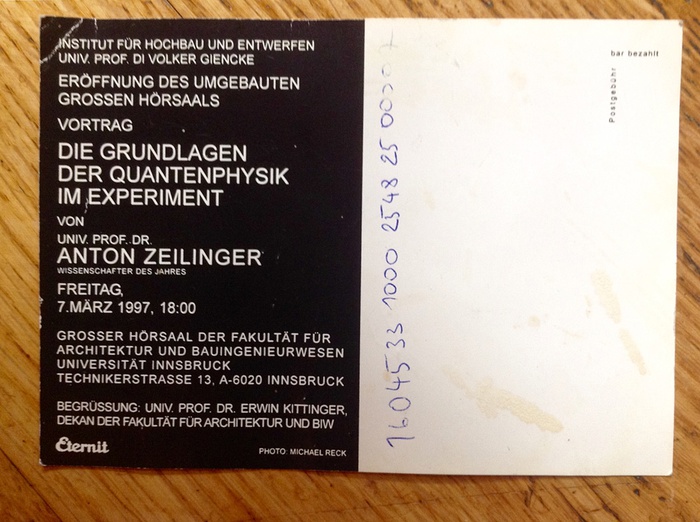 INSTITUT FÜR HOCHBAU UND ENTWERFEN
UNIV. PROF. DI VOLKER GIENCKE
ERÖFFNUNG DES UMGEBAUTEN
GROSSEN HÖRSAALS
VORTRAG
DIE GRUNDLAGEN
DER QUANTENPHYSIK
IM EXPERIMENT
VON
UNIV. PROF. DR.
ANTON ZEILINGER
WISSENSCHAFTER DES JAHRES
FREITAG,
7.MÄRZ 1997, 18:00
GROSSER HÖRSAAL DER FAKULTÄT FÜR
ARCHITEKTUR UND BAUINGENIEURWESEN
UNIVERSITÄT INNSBRUCK
TECHNIKERSTRASSE 13, A-6020 INNSBRUCK
BEGRÜSSUNG: UNIV. PROF. DR. ERWIN KITTINGER,
DEKAN DER FAKULTÄT FÜR ARCHITEKTUR UND BIW
Eternit
PHOTO: MICHAEL RECK
1604533 1000 2548 25
Postgebühr
bar bezahlt